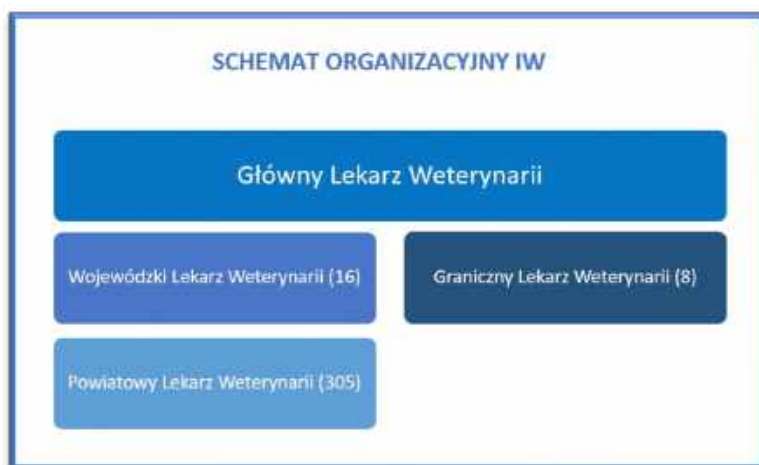 SCHEMAT ORGANIZACYJNY IW
Główny Lekarz Weterynarii
Wojewódzki Lekarz Weterynarii (16)
Graniczny Lekarz Weterynarii (8)
Powiatowy Lekarz Weterynarii (305)